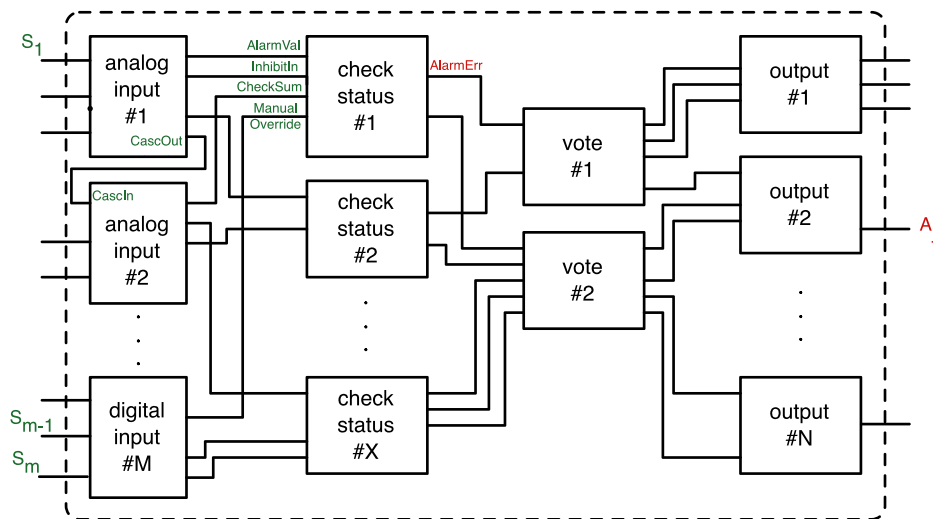 S1
analog
input
#1
CascOut
AlarmVal
InhibitIn
CheckSum
Manual
Override
check
status
#1
AlarmErr
vote
#1
output
#1
CascIn
analog
input
#2
check
status
#2
vote
#2
output
#2
A
Sm-1
Sm
digital
input
#M
check
status
#X
output
#N